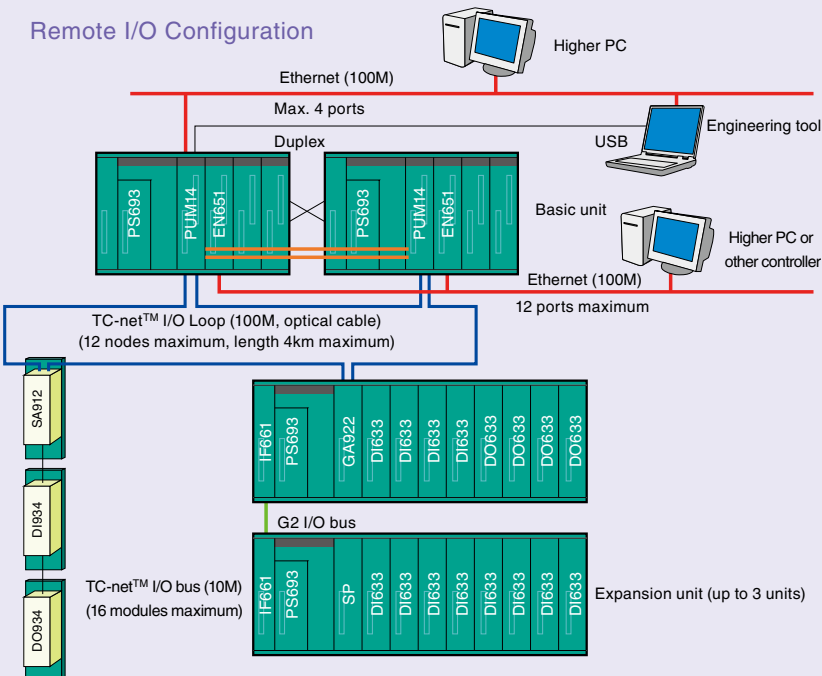 Remote I/O Configuration
Higher PC
Ethernet (100M)
Max. 4 ports
Engineering tool
USB
Duplex
PS693
PUM14
EN651
PS693
PUM14
EN651
Basic unit
Higher PC or
other controller
Ethernet (100M)
12 ports maximum
TC-net™ I/O Loop (100M, optical cable)
(12 nodes maximum, length 4km maximum)
SA912
DI934
DO934
IF661
PS693
GA922
DI633
DI633
DI633
DI633
DO633
DO633
DO633
DO633
G2 I/O bus
TC-net™ I/O bus (10M)
(16 modules maximum)
IF661
PS693
SP
DI633
DI633
DI633
DI633
DI633
DI633
DI633
DI633
Expansion unit (up to 3 units)